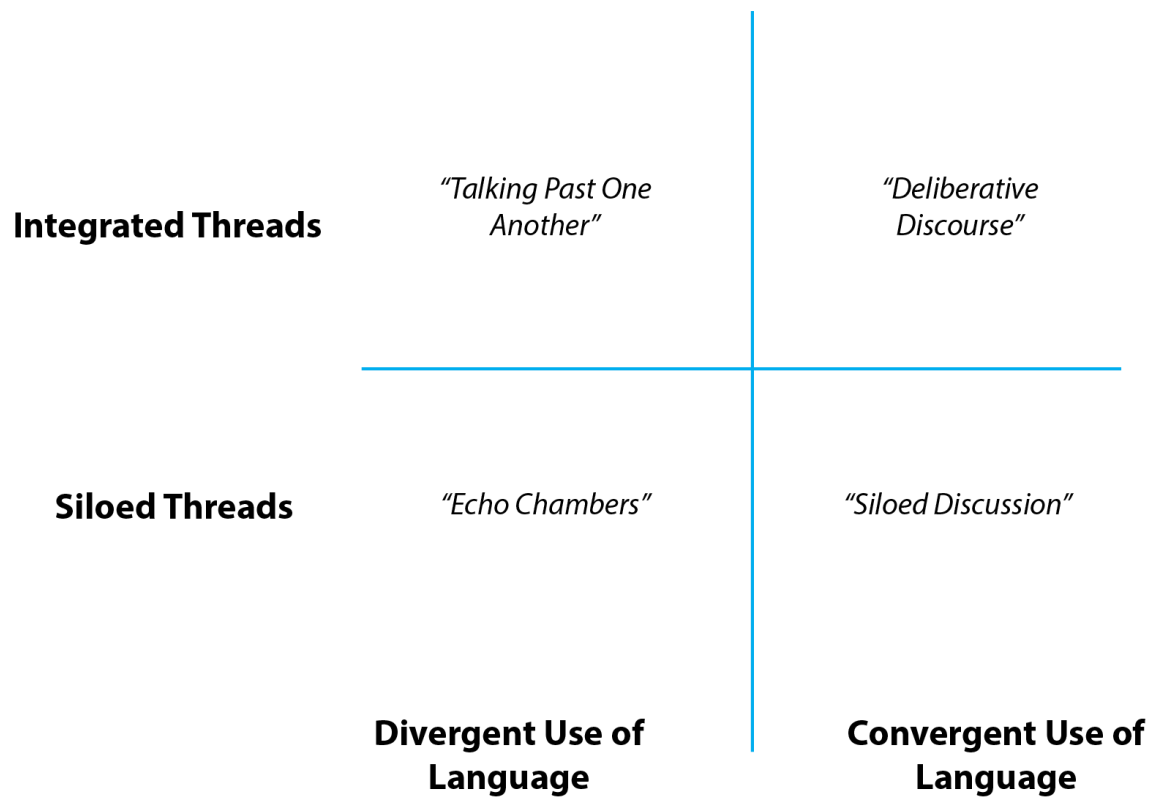 “Talking Past One
Another”
“Deliberative
Discourse”
Integrated Threads
Siloed Threads
“Echo Chambers”
“Siloed Discussion”
Divergent Use of
Language
Convergent Use of
Language